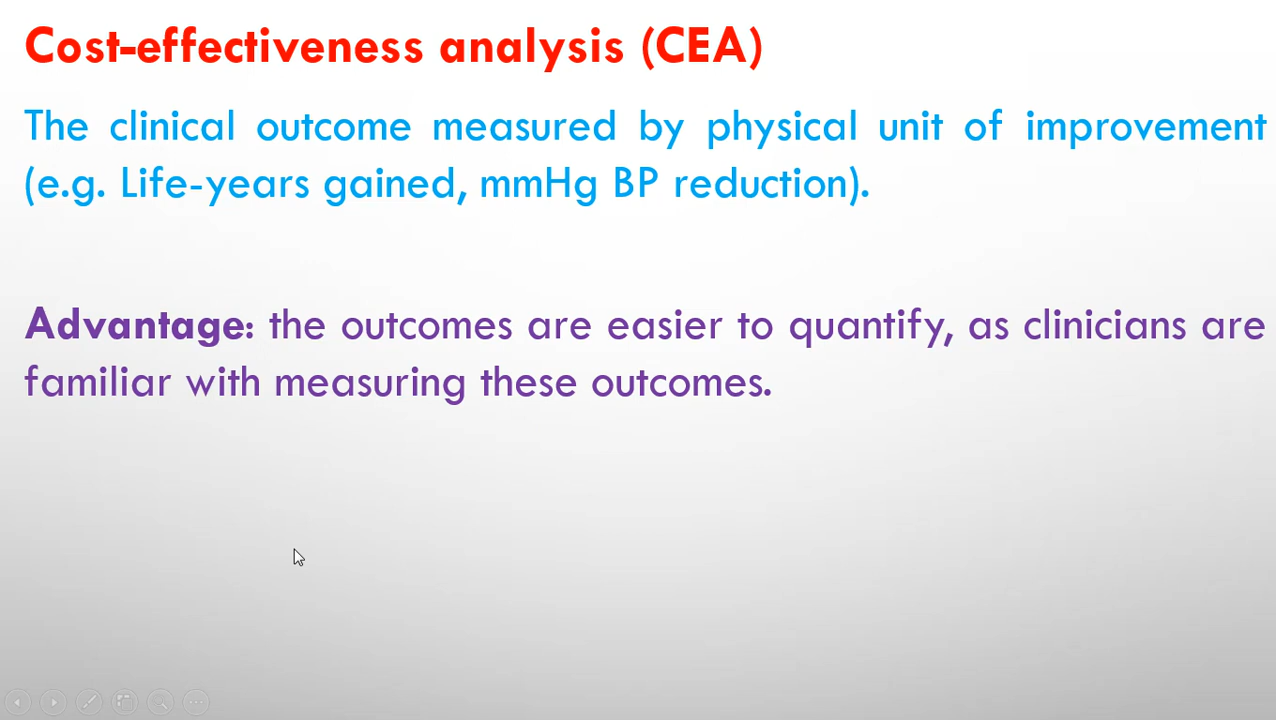 Cost-effectiveness analysis (CEA)
The clinical outcome measured by physical unit of improvement
(e.g. Life-years gained, mmHg BP reduction).
Advantage: the outcomes are easier to quantify, as clinicians are
familiar with measuring these outcomes.